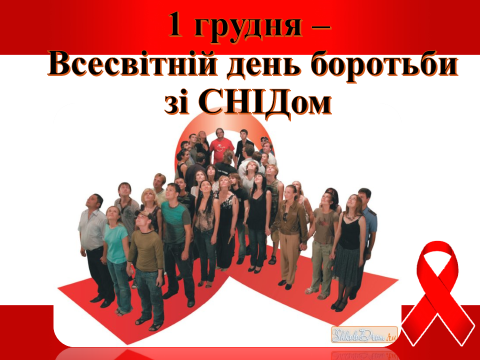 1 грудня –
Всесвітній день боротьби
зі СНІДом